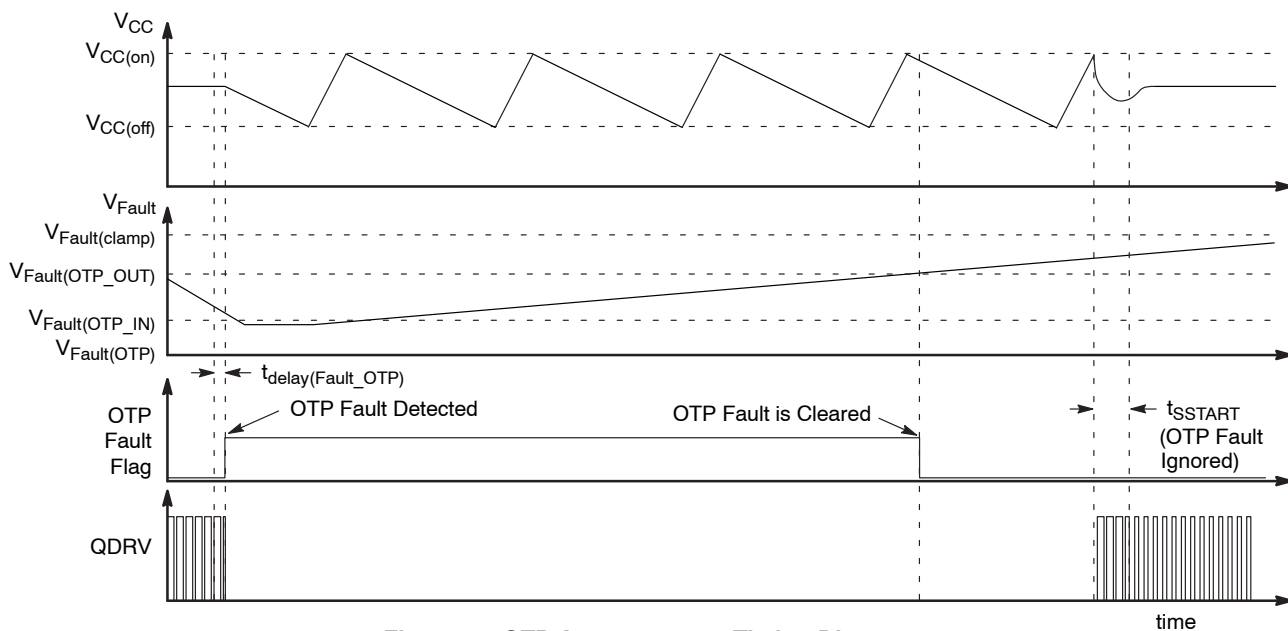 VCC
VCC(on)
VCC(off)
VFault
VFault(clamp)
VFault(OTP_OUT)
VFault(OTP_IN)
VFault(OTP)
tdelay(Fault_OTP)
OTP Fault Detected
OTP Fault is Cleared
OTP
Fault
Flag
tSSTART
(OTP Fault
Ignored)
QDRV
time